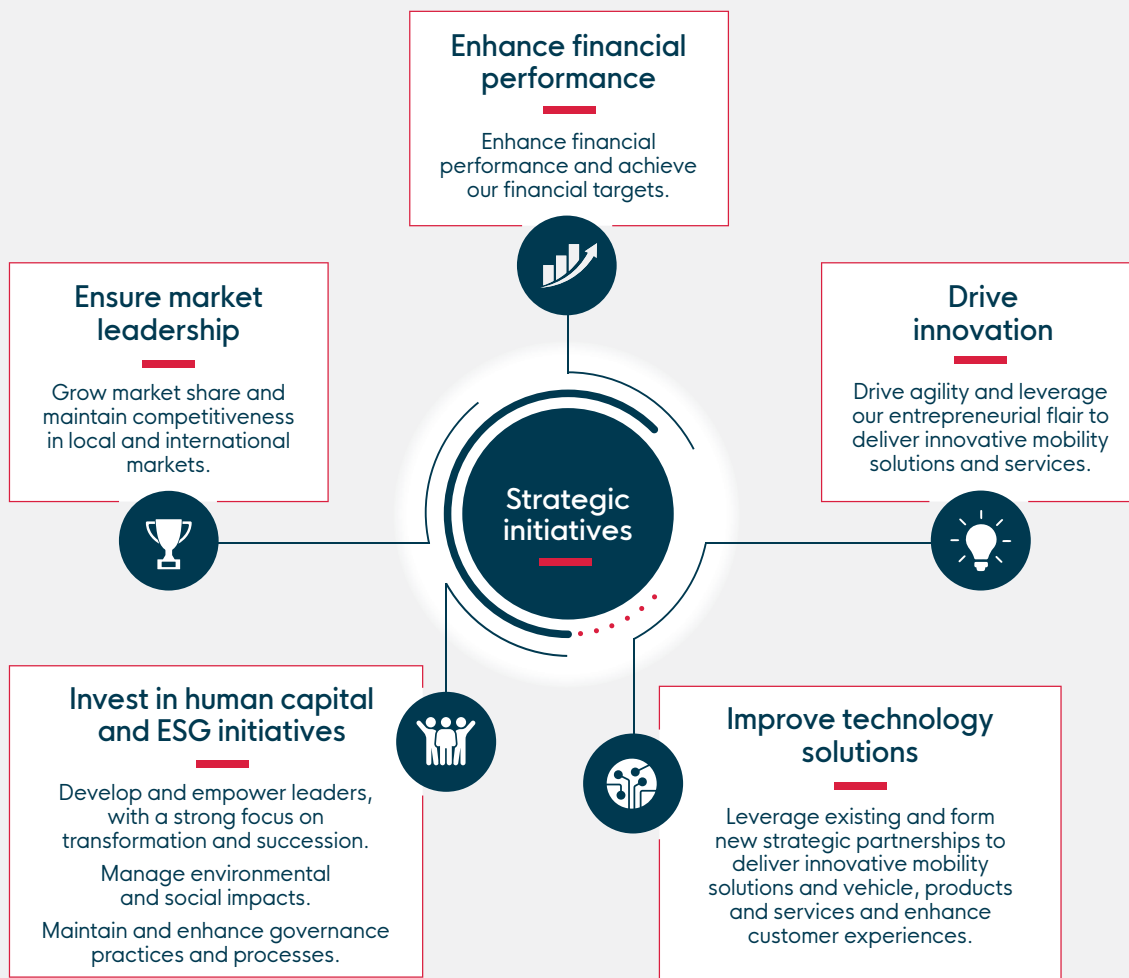 Enhance financial
performance
Enhance financial
performance and achieve
our financial targets.
Ensure market
leadership
Grow market share and
maintain competitiveness
in local and international
markets.
Drive
innovation
Drive agility and leverage
our entrepreneurial flair to
deliver innovative mobility
solutions and services.
Strategic
initiatives
Invest in human capital
and ESG initiatives
Develop and empower leaders,
with a strong focus on
transformation and succession.
Manage environmental
and social impacts.
Maintain and enhance governance
practices and processes.
Improve technology
solutions
Leverage existing and form
new strategic partnerships to
deliver innovative mobility
solutions and vehicle, products
and services and enhance
customer experiences.